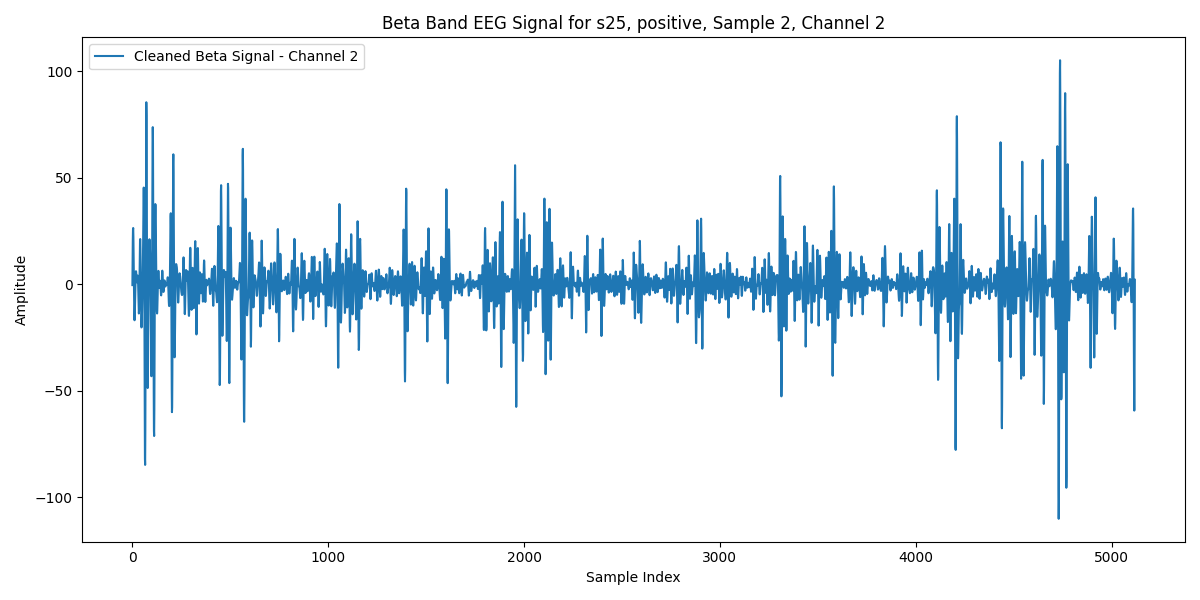 Beta Band EEG Signal for s25, positive, Sample 2, Channel 2
Cleaned Beta Signal - Channel 2
Amplitude
100
50
0
−50
−100
0 1000 2000 3000 4000 5000
Sample Index